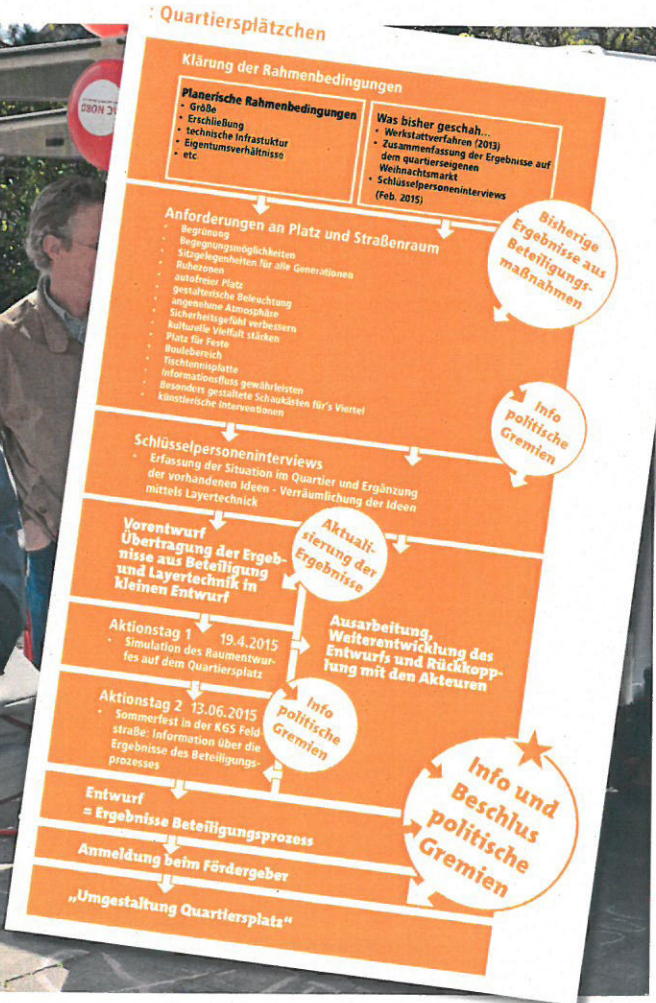 : Quartiersplätzchen
Klärung der Rahmenbedingungen
Planerische Rahmenbedingungen
• Größe
• Erschließung
• technische Infrastuktur
• Eigentumsverhältnisse
• etc.
Was bisher geschah...
• Werkstattverfahren (2013)
• Zusammenfassung der Ergebnisse auf
dem quartierseigenen
Weihnachtsmarkt
• Schlüsselpersoneninterviews
(Feb. 2015)
Bisherige
Ergebnisse aus
Beteiligungs-
maßnahmen
Anforderungen an Platz und Straßenraum
• Begrünung
• Begegnungsmöglichkeiten
• Sitzgelegenheiten für alle Generationen
• Ruhezonen
• autofreier Platz
• gestalterische Beleuchtung
• angenehme Atmosphäre
• Sicherheitsgefühl verbessern
• kulturelle Vielfalt stäcken
• Platz für Feste
• Boulebereich
• Tischtennisplatte
• Informationsfluss gewährleisten
• Besonders gestaltete Schaukästen für's Viertel
• künstlerische Interventionen
Info
politische
Gremien
Schlüsselpersoneninterviews
• Erfassung der Situation im Quartier und Ergänzung
der vorhandenen Ideen - Verräumlichung der Ideen
mittels Layertechnick
Vorentwurf
Übertragung der Ergeb-
nisse aus Beteiligung
und Layertechnik in
kleinen Entwurf
Aktuali-
sierung der
Ergebnisse
Aktionstag 1 19.4.2015
• Simulation des Raumentwur-
fes auf dem Quartiersplatz
Ausarbeitung,
Weiterentwicklung des
Entwurfs und Rückkopp-
lung mit den Akteuren
Aktionstag 2 13.06.2015
• Sommerfest in der KGS Feld-
straße: Information über die
Ergebnisse des Beteiligungs-
prozesses
Info
politische
Gremien
Entwurf
= Ergebnisse Beteiligungsprozess
Info und
Beschlus
politische
Gremien
Anmeldung beim Fördergeber
„Umgestaltung Quartiersplatz“